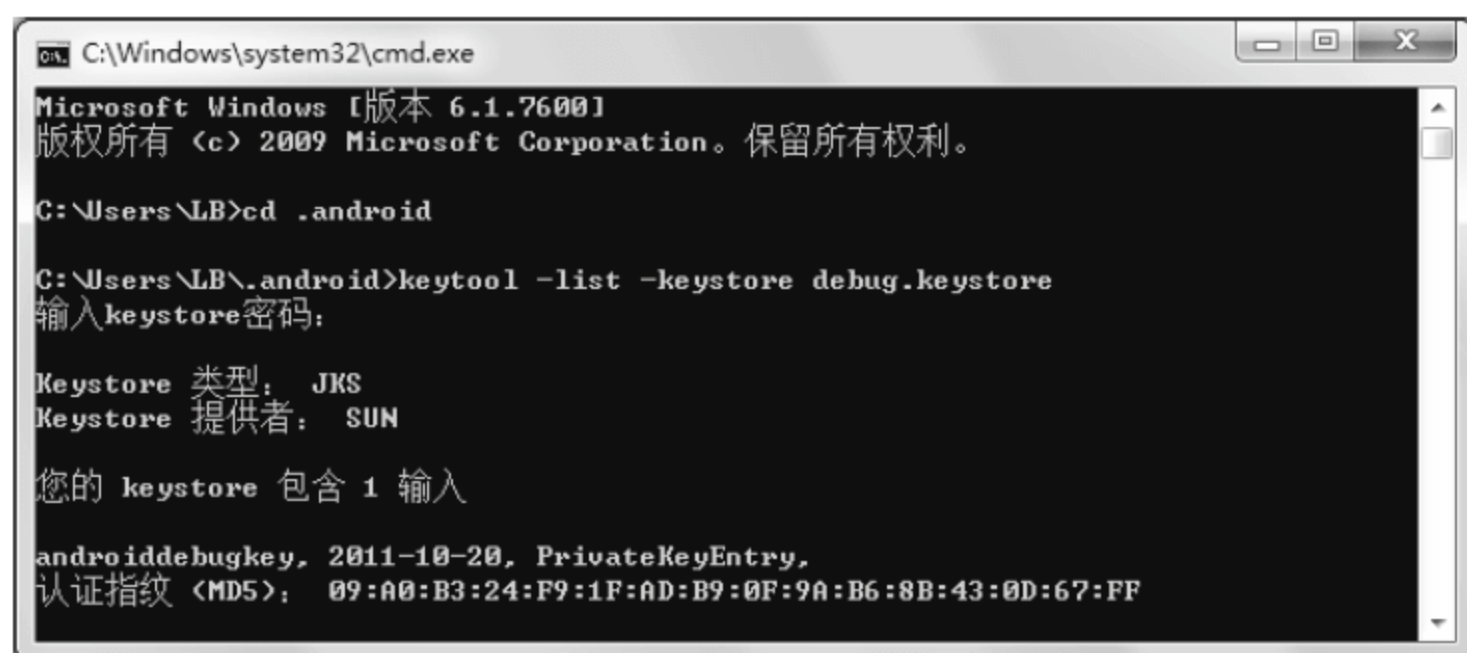 C:\Windows\system32\cmd.exe
Microsoft Windows [版本 6.1.7600]
版权所有 (c) 2009 Microsoft Corporation。保留所有权利。
C:\Users\LB>cd .android
C:\Users\LB\.android>keytool -list -keystore debug.keystore
输入keystore密码:
Keystore 类型: JKS
Keystore 提供者: SUN
您的 keystore 包含 1 输入
androiddebugkey, 2011-10-20, PrivateKeyEntry,
认证指纹 (MD5): 09:A0:B3:24:F9:1F:AD:B9:0F:9A:B6:8B:43:0D:67:FF